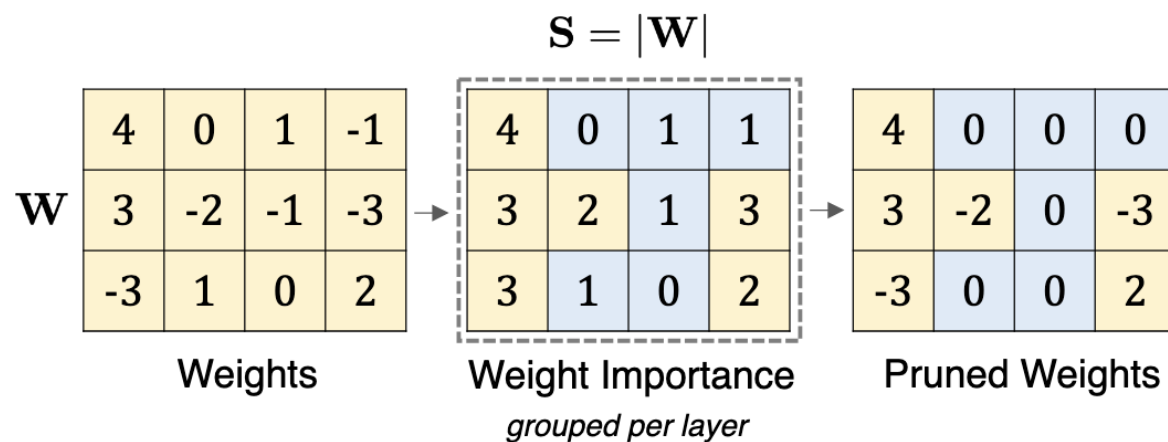 S = |W|
4 0 1 -1 4 0 1 1 4 0 0 0
W 3 -2 -1 -3 3 2 1 3 3 -2 0 -3
-3 1 0 2 3 1 0 2 -3 0 0 2
Weights Weight Importance Pruned Weights
grouped per layer